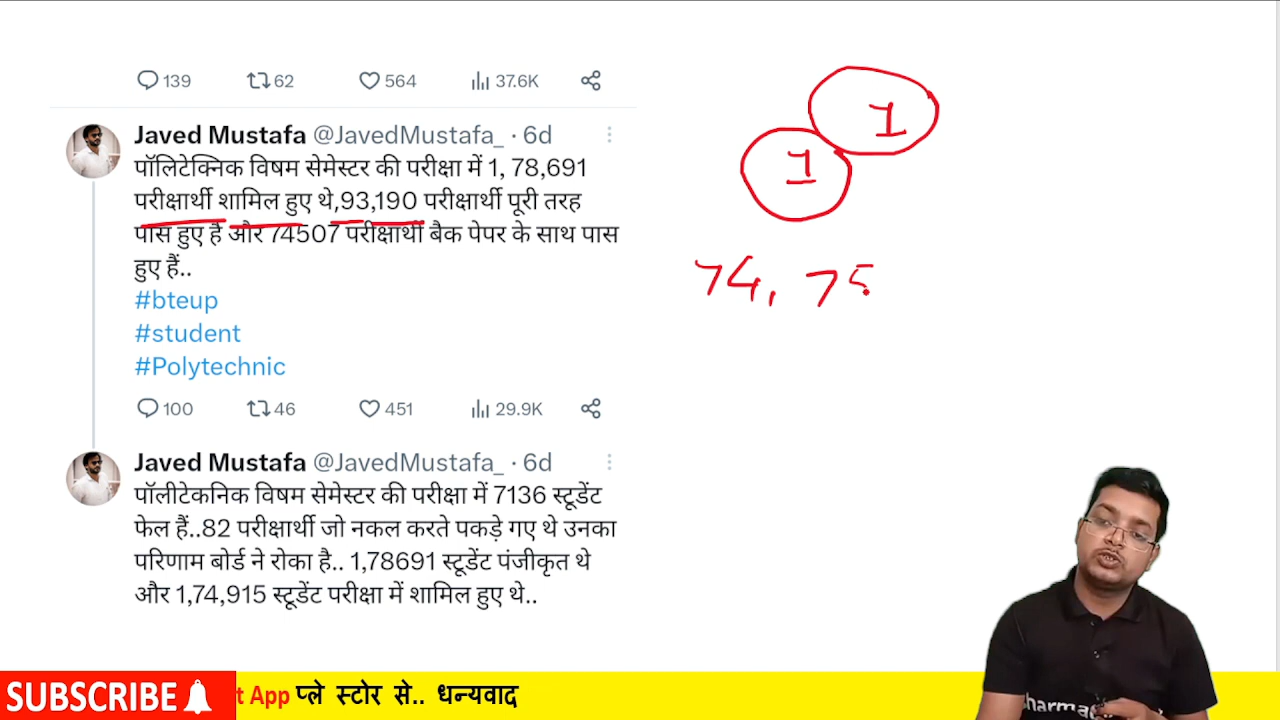 139 62 564 37.6K
Javed Mustafa @JavedMustafa_ · 6d
पॉलिटेक्निक विषम सेमेस्टर की परीक्षा में 1, 78,691
परीक्षार्थी शामिल हुए थे,93,190 परीक्षार्थी पूरी तरह
पास हुए है और 74507 परीक्षार्थी बैक पेपर के साथ पास
हुए हैं..
#bteup
#student
#Polytechnic
100 46 451 29.9K
Javed Mustafa @JavedMustafa_ · 6d
पॉलीटेकनिक विषम सेमेस्टर की परीक्षा में 7136 स्टूडेंट
फेल हैं..82 परीक्षार्थी जो नकल करते पकड़े गए थे उनका
परिणाम बोर्ड ने रोका है.. 1,78691 स्टूडेंट पंजीकृत थे
और 1,74,915 स्टूडेंट परीक्षा में शामिल हुए थे..
1
1
74, 75
SUBSCRIBE t App प्ले स्टोर से.. धन्यवाद